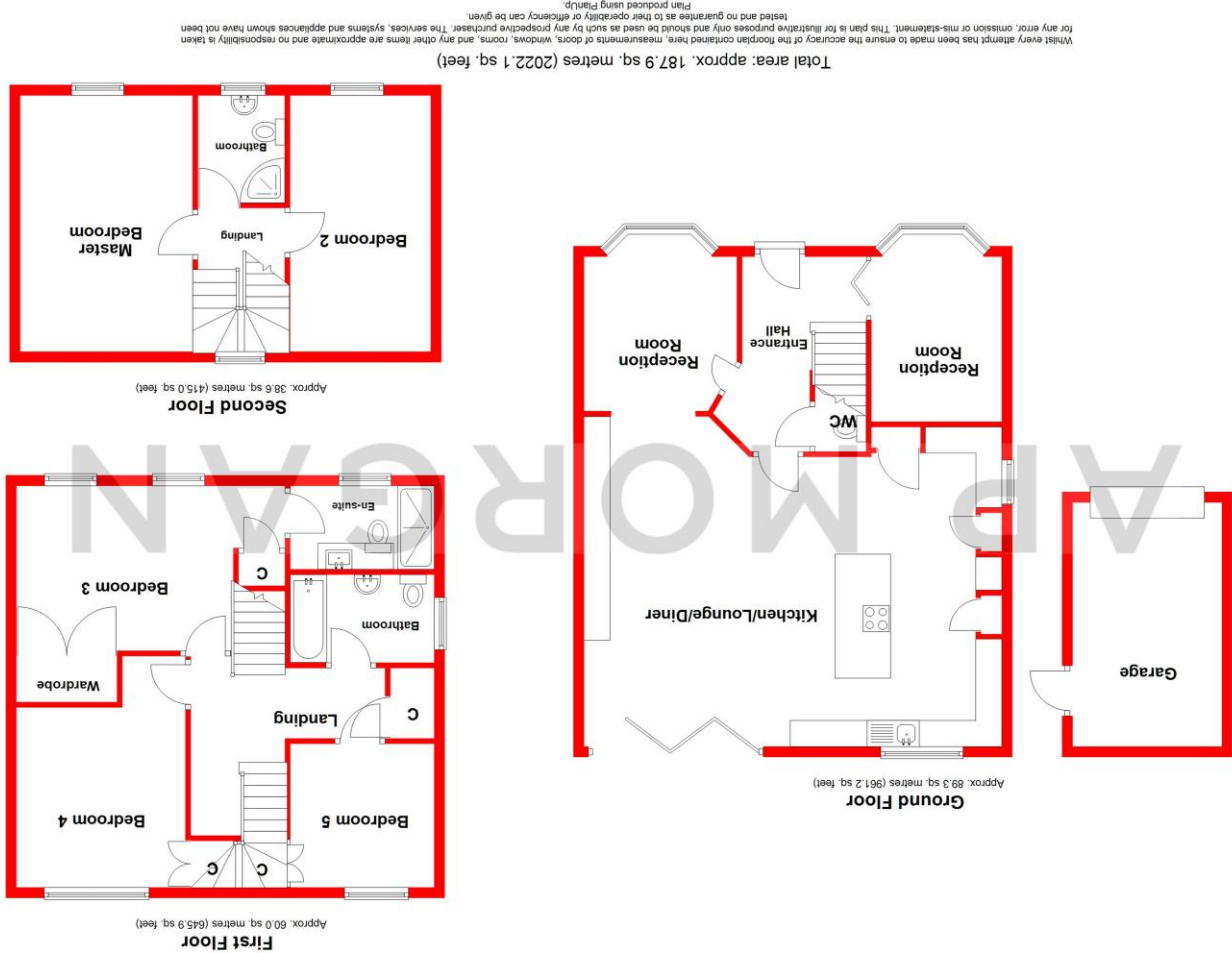 Ground Floor
Approx. 89.3 sq. metres (961.2 sq. feet)
Garage
Kitchen/Lounge/Diner
WC
Reception
Room
Entrance
Hall
Reception
Room
First Floor
Approx. 60.0 sq. metres (645.9 sq. feet)
C
C
Bedroom 5
Bedroom 4
C
Landing
Wardrobe
Bathroom
Bedroom 3
C
En-suite
AP MORGAN
Second Floor
Approx. 38.6 sq. metres (415.0 sq. feet)
Bedroom 2
Landing
Master
Bedroom
Bathroom
Total area: approx. 187.9 sq. metres (2022.1 sq. feet)
Whilst every attempt has been made to ensure the accuracy of the floorplan contained here, measurements of doors, windows, rooms, and any other items are approximate and no responsibility is taken
for any error, omission or mis-statement. This plan is for illustrative purposes only and should be used as such by any prospective purchaser. The services, systems and appliances shown have not been
tested and no guarantee as to their operability or efficiency can be given.
Plan produced using PlanUp.